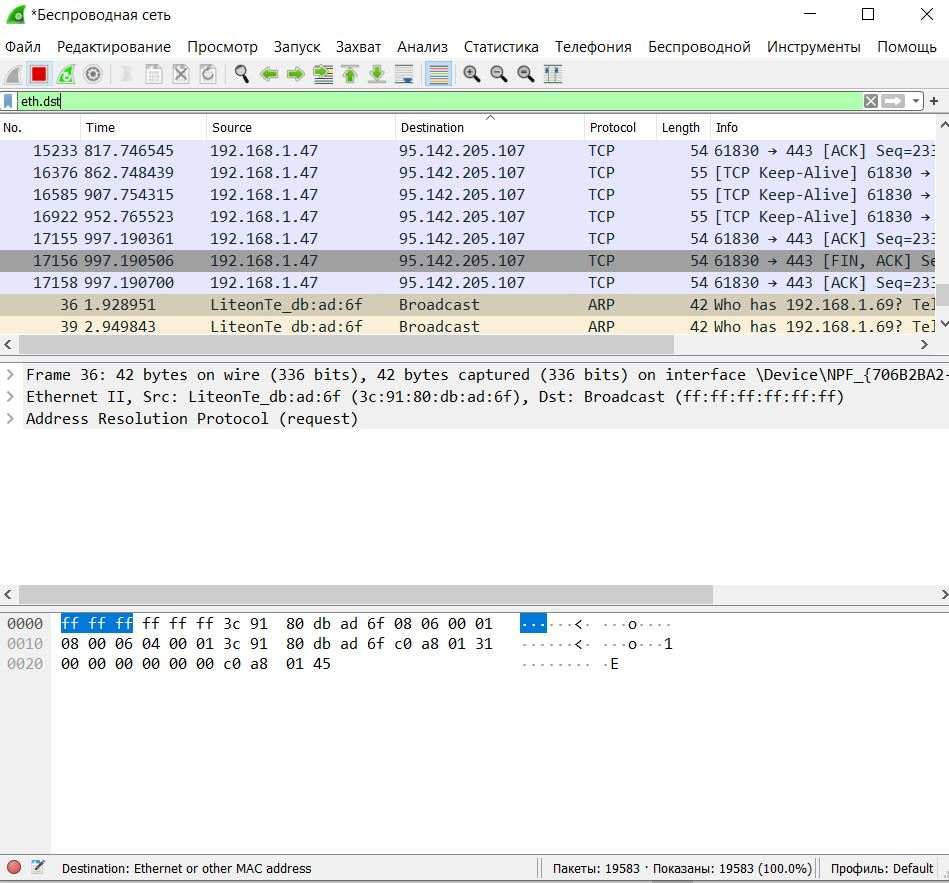 *Беспроводная сеть
Файл Редактирование Просмотр Запуск Захват Анализ Статистика Телефония Беспроводной Инструменты Помощь
eth.dst
No. Time Source Destination Protocol Length Info
15233 817.746545 192.168.1.47 95.142.205.107 TCP 54 61830 → 443 [ACK] Seq=233
16376 862.748439 192.168.1.47 95.142.205.107 TCP 55 [TCP Keep-Alive] 61830 →
16585 907.754315 192.168.1.47 95.142.205.107 TCP 55 [TCP Keep-Alive] 61830 →
16922 952.765523 192.168.1.47 95.142.205.107 TCP 55 [TCP Keep-Alive] 61830 →
17155 997.190361 192.168.1.47 95.142.205.107 TCP 54 61830 → 443 [ACK] Seq=233
17156 997.190506 192.168.1.47 95.142.205.107 TCP 54 61830 → 443 [FIN, ACK] Se
17158 997.190700 192.168.1.47 95.142.205.107 TCP 54 61830 → 443 [ACK] Seq=233
36 1.928951 LiteonTe_db:ad:6f Broadcast ARP 42 Who has 192.168.1.69? Tel
39 2.949843 LiteonTe_db:ad:6f Broadcast ARP 42 Who has 192.168.1.69? Tel
Frame 36: 42 bytes on wire (336 bits), 42 bytes captured (336 bits) on interface \Device\NPF_{706B2BA2-
Ethernet II, Src: LiteonTe_db:ad:6f (3c:91:80:db:ad:6f), Dst: Broadcast (ff:ff:ff:ff:ff:ff)
Address Resolution Protocol (request)
0000 ff ff ff ff ff ff 3c 91 80 db ad 6f 08 06 00 01 ······<· ···o····
0010 08 00 06 04 00 01 3c 91 80 db ad 6f c0 a8 01 31 ······<· ···o···1
0020 00 00 00 00 00 00 c0 a8 01 45 ········ ·E
Destination: Ethernet or other MAC address Пакеты: 19583 · Показаны: 19583 (100.0%) Профиль: Default